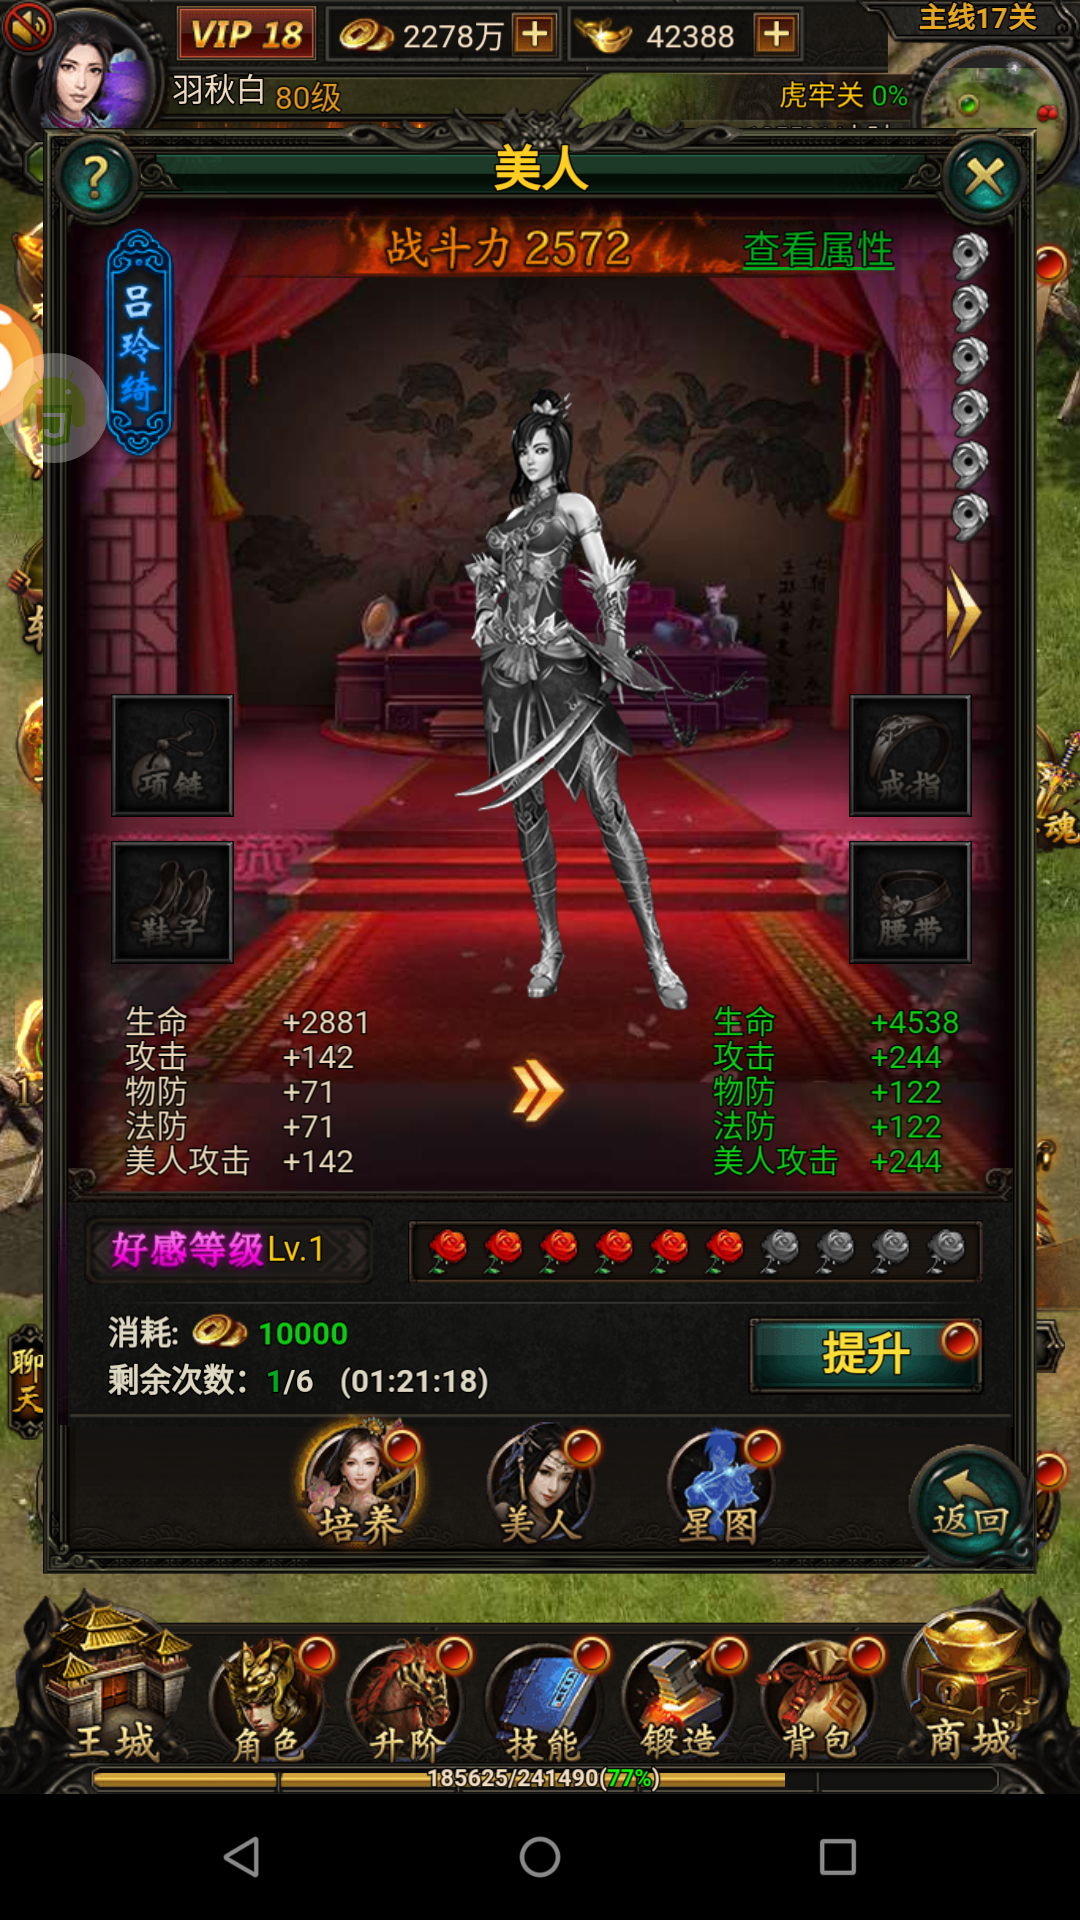 VIP 18
2278万
42388
主线17关
羽秋白 80级
虎牢关 0%
美人
战斗力 2572
查看属性
吕玲绮
项链
戒指
鞋子
腰带
魂
生命 +2881
攻击 +142
物防 +71
法防 +71
美人攻击 +142
生命 +4538
攻击 +244
物防 +122
法防 +122
美人攻击 +244
好感等级 Lv.1
消耗: 10000
剩余次数: 1/6 (01:21:18)
提升
聊天
培养
美人
星图
返回
王城
角色
升阶
技能
锻造
背包
商城
185625/241490(77%)